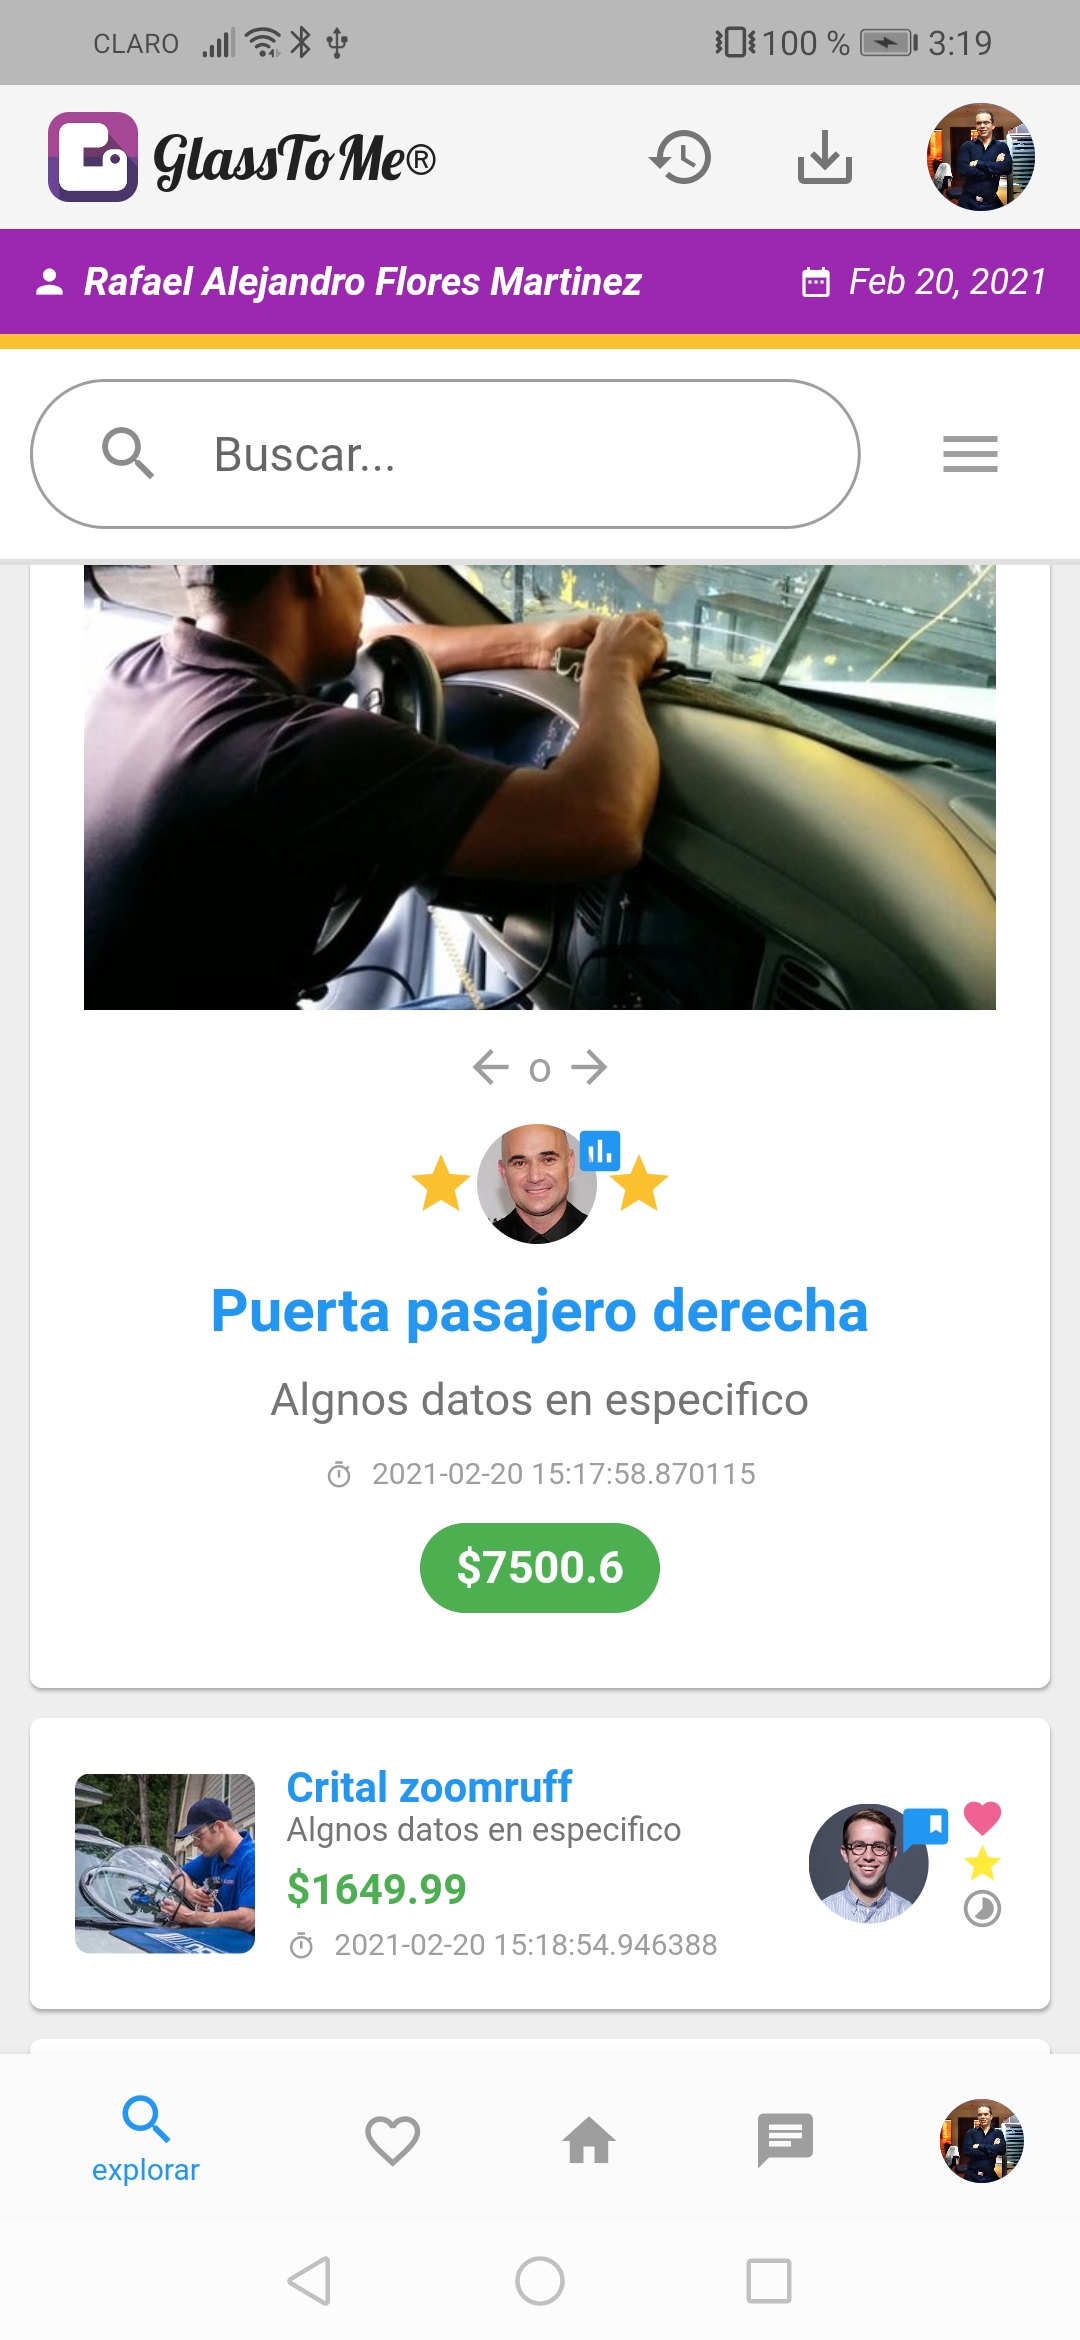 CLARO 100 % 3:19
GlassToMe®
Rafael Alejandro Flores Martinez Feb 20, 2021
Buscar...
o
Puerta pasajero derecha
Algnos datos en especifico
2021-02-20 15:17:58.870115
$7500.6
Crital zoomruff
Algnos datos en especifico
$1649.99
2021-02-20 15:18:54.946388
explorar